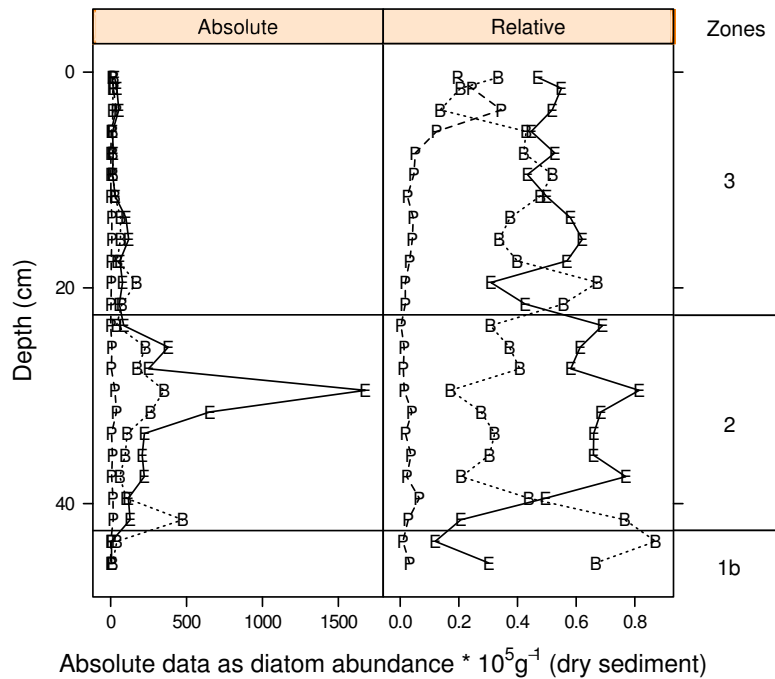 Absolute Relative Zones
0
20
40
Depth (cm)
3
2
1b
0 500 1000 1500 0.0 0.2 0.4 0.6 0.8
Absolute data as diatom abundance * 10⁵g⁻¹ (dry sediment)